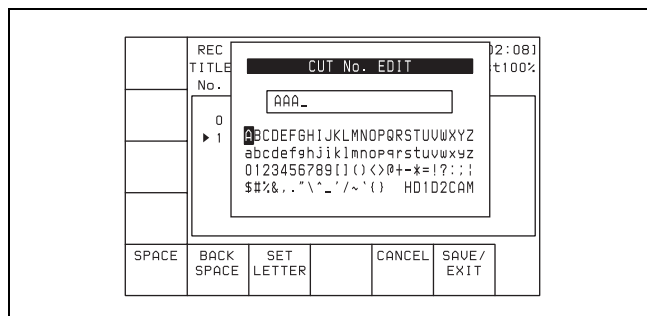 REC
2:08]
TITLE
CUT No. EDIT
t100%
No.
AAA_
0
▶ 1
ABCDEFGHIJKLMNOPQRSTUVWXYZ
abcdefghijklmnopqrstuvwxyz
0123456789[]()<>@+-*=!?:;¦
$#%&,."\^_'/~`{} HD1D2CAM
SPACE
BACK SPACE
SET LETTER
CANCEL
SAVE/ EXIT